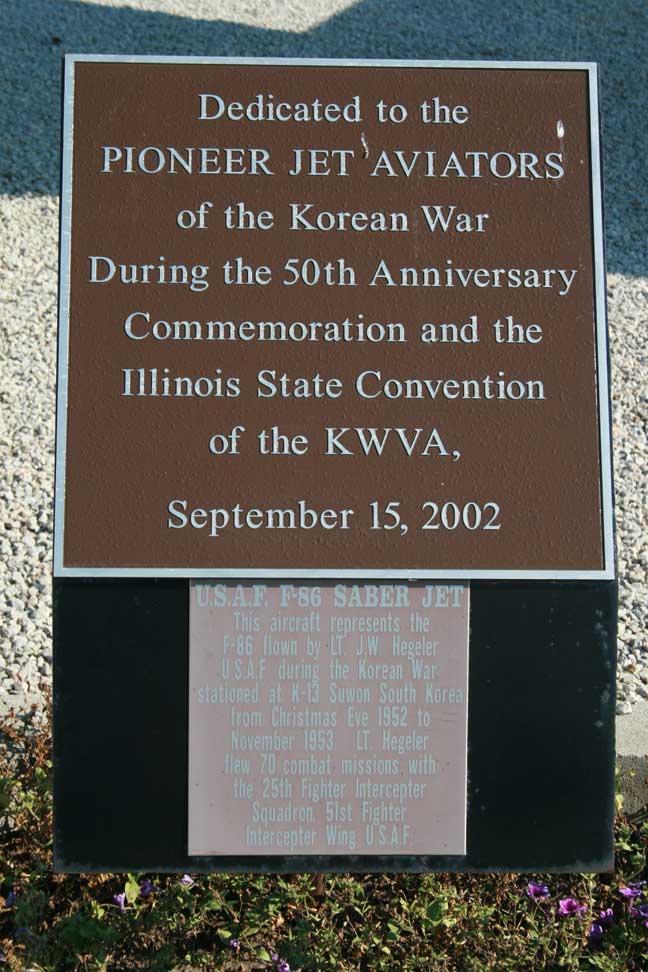 Dedicated to the
PIONEER JET AVIATORS
of the Korean War
During the 50th Anniversary
Commemoration and the
Illinois State Convention
of the KWVA,
September 15, 2002
U.S.A.F. F-86 SABER JET
This aircraft represents the
F-86 flown by LT. J.W. Hegeler
U.S.A.F. during the Korean War
stationed at K-13 Suwon South Korea
from Christmas Eve 1952 to
November 1953. LT. Hegeler
flew 70 combat missions with
the 25th Fighter Intercepter
Squadron, 51st Fighter
Intercepter Wing U.S.A.F.